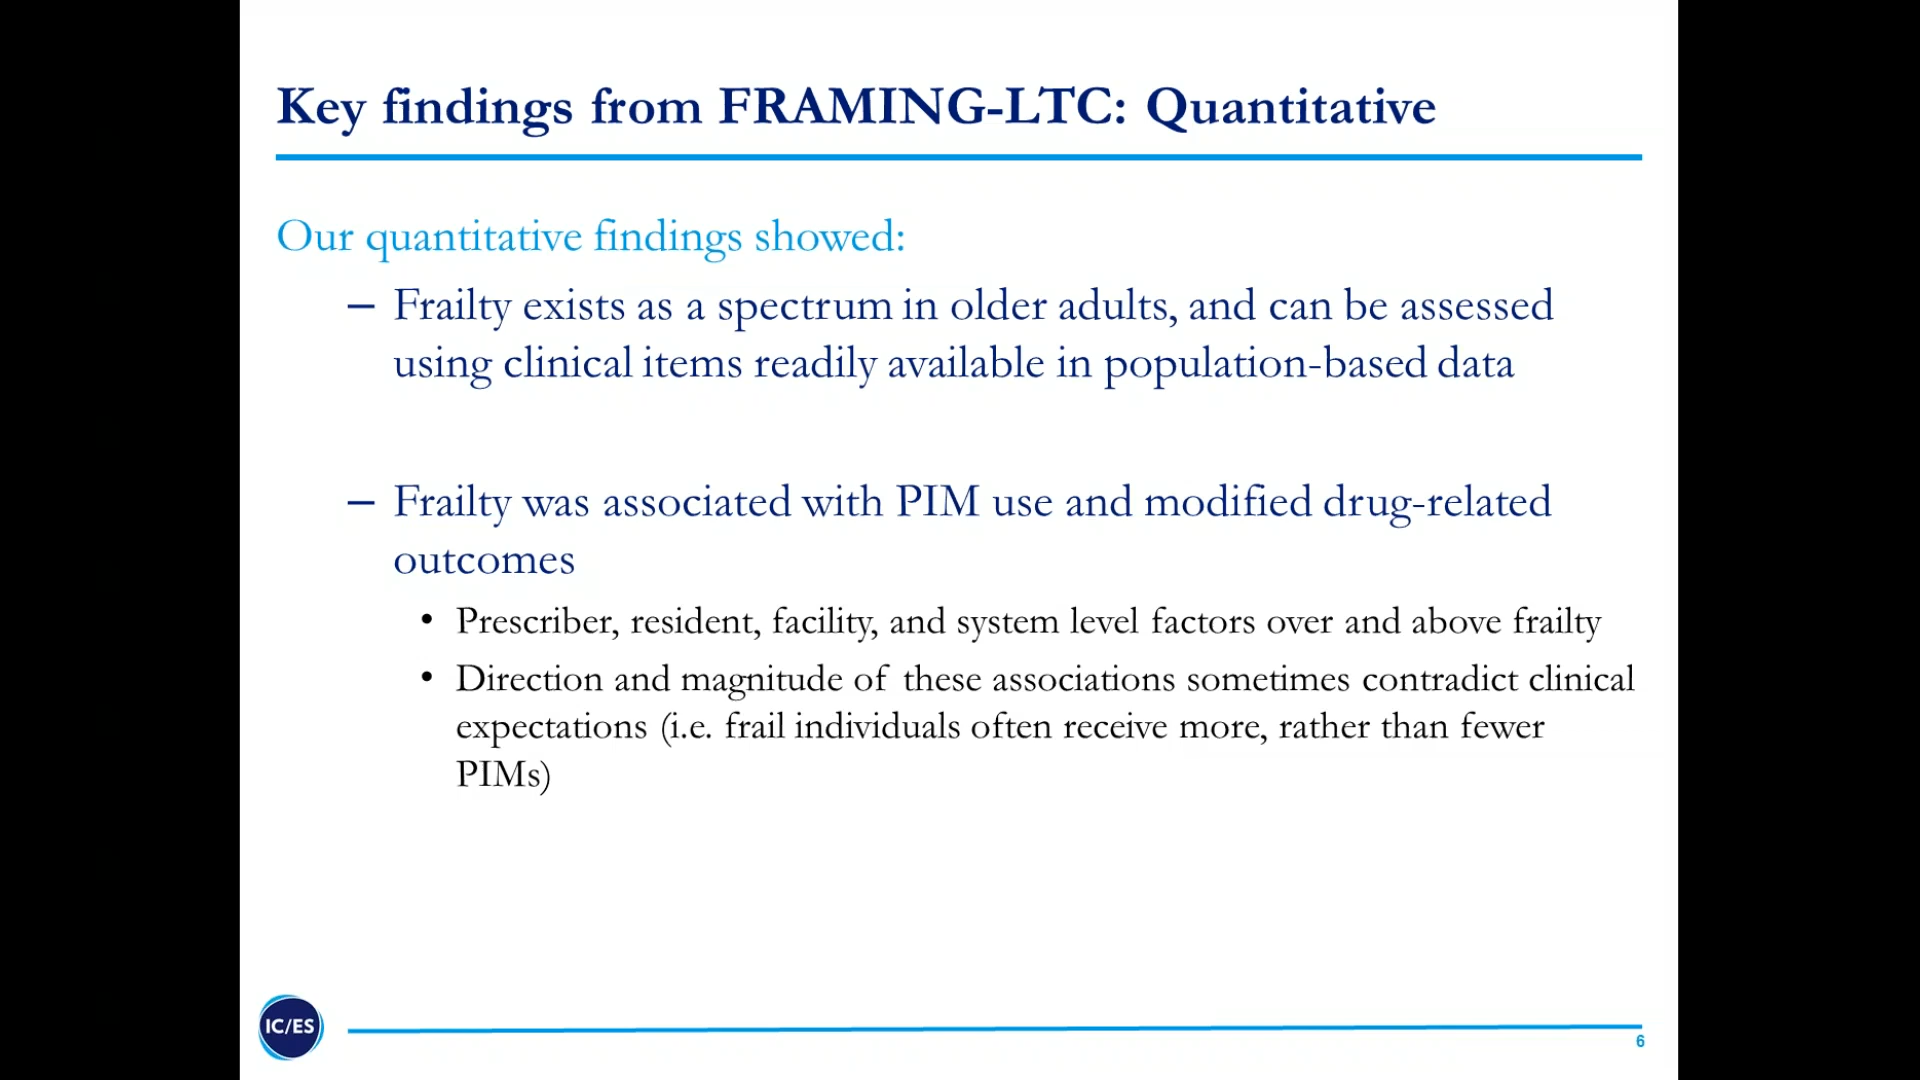 Key findings from FRAMING-LTC: Quantitative
Our quantitative findings showed:
– Frailty exists as a spectrum in older adults, and can be assessed
using clinical items readily available in population-based data
– Frailty was associated with PIM use and modified drug-related
outcomes
• Prescriber, resident, facility, and system level factors over and above frailty
• Direction and magnitude of these associations sometimes contradict clinical
expectations (i.e. frail individuals often receive more, rather than fewer
PIMs)
IC/ES
6